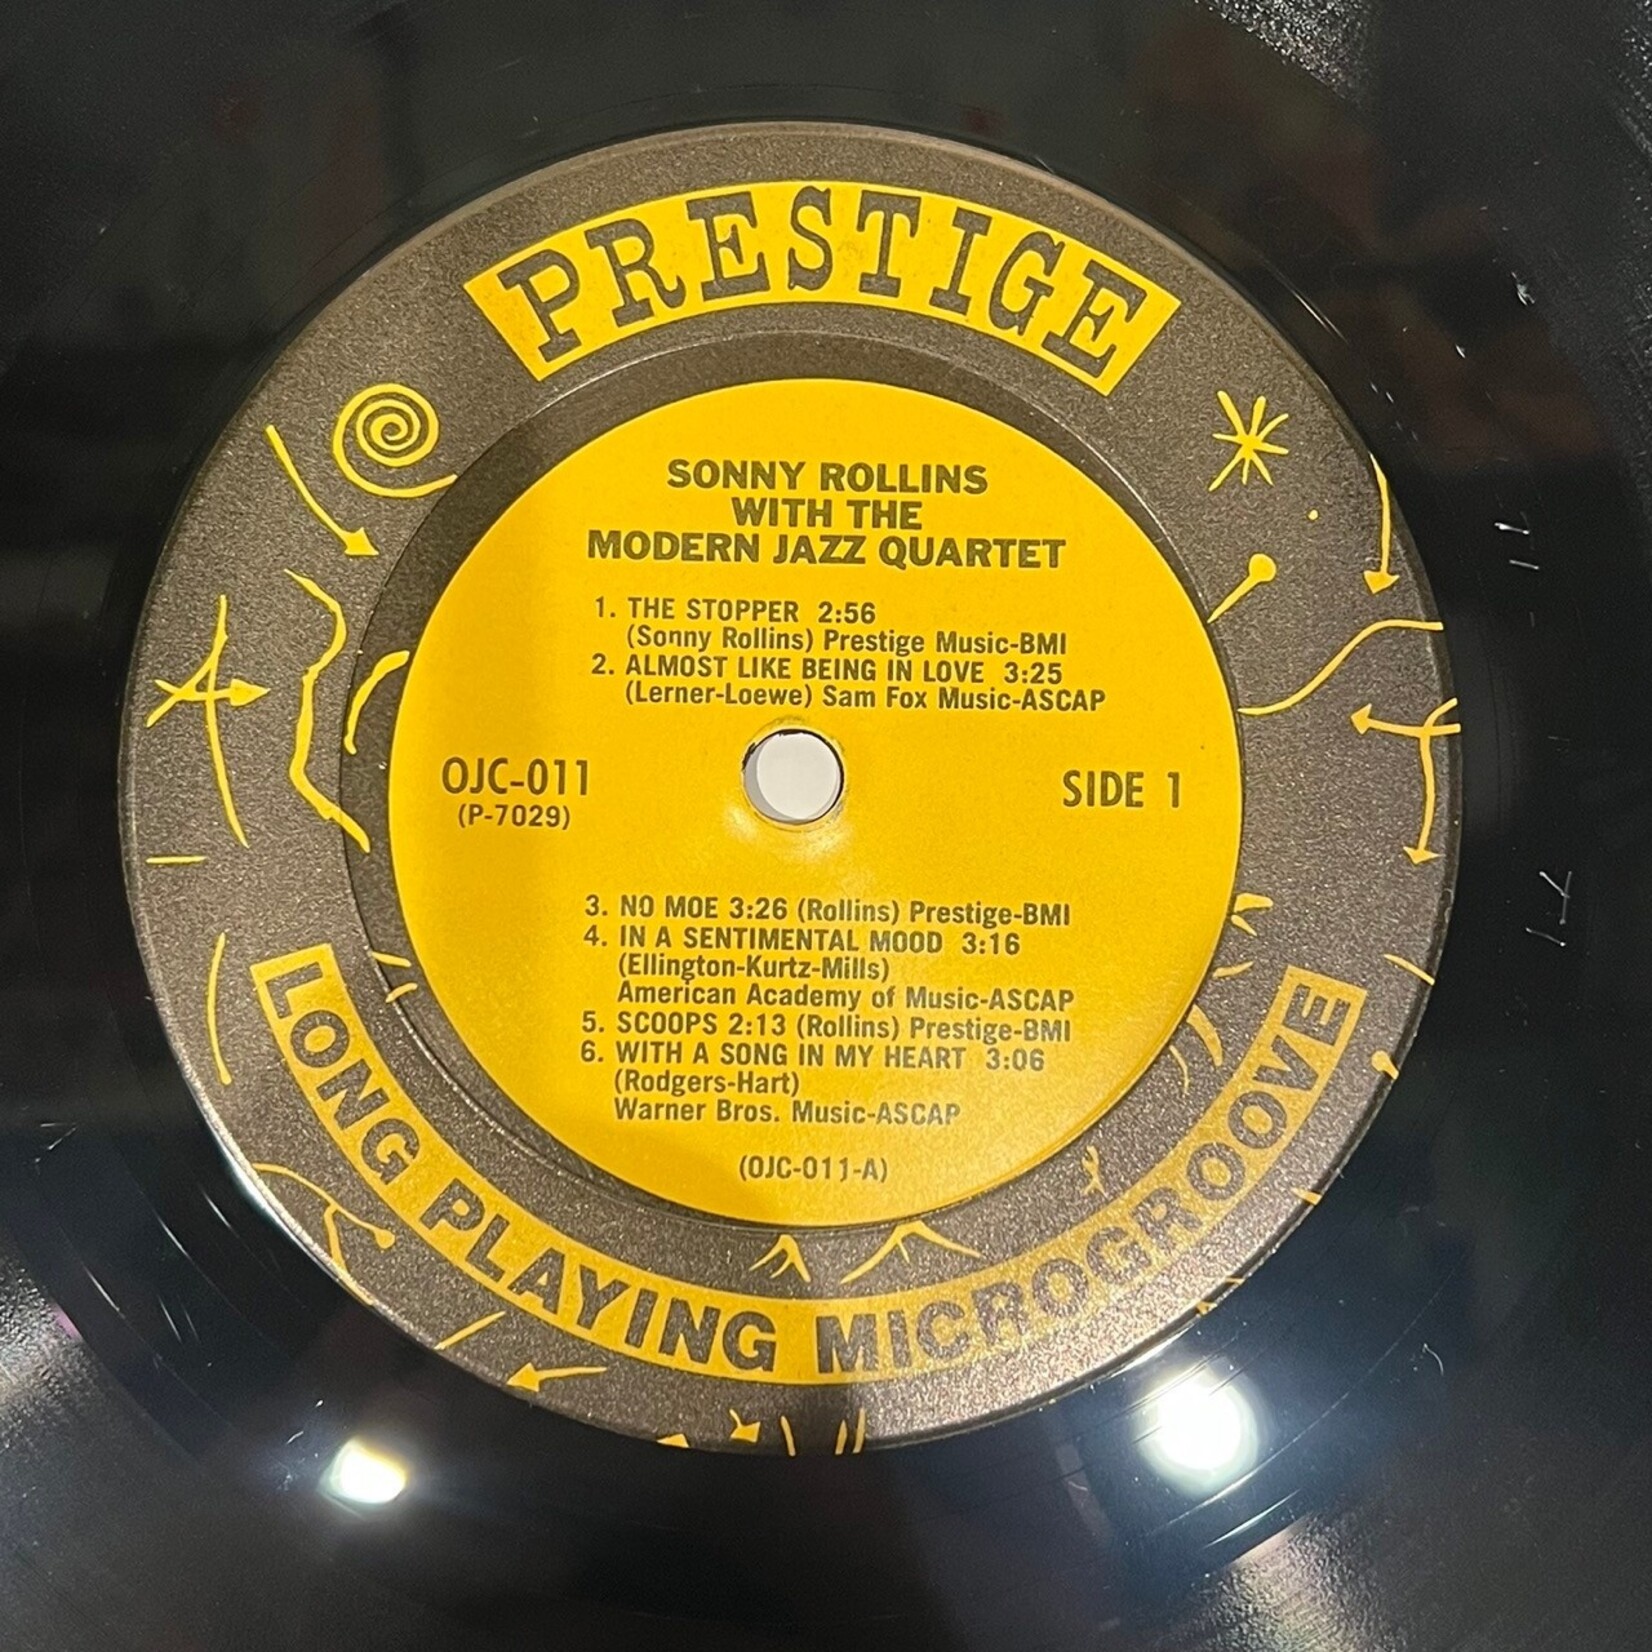 PRESTIGE
SONNY ROLLINS
WITH THE
MODERN JAZZ QUARTET
1. THE STOPPER 2:56
(Sonny Rollins) Prestige Music-BMI
2. ALMOST LIKE BEING IN LOVE 3:25
(Lerner-Loewe) Sam Fox Music-ASCAP
OJC-011
(P-7029)
SIDE 1
3. NO MOE 3:26 (Rollins) Prestige-BMI
4. IN A SENTIMENTAL MOOD 3:16
(Ellington-Kurtz-Mills)
American Academy of Music-ASCAP
5. SCOOPS 2:13 (Rollins) Prestige-BMI
6. WITH A SONG IN MY HEART 3:06
(Rodgers-Hart)
Warner Bros. Music-ASCAP
(OJC-011-A)
LONG PLAYING MICROGROOVE